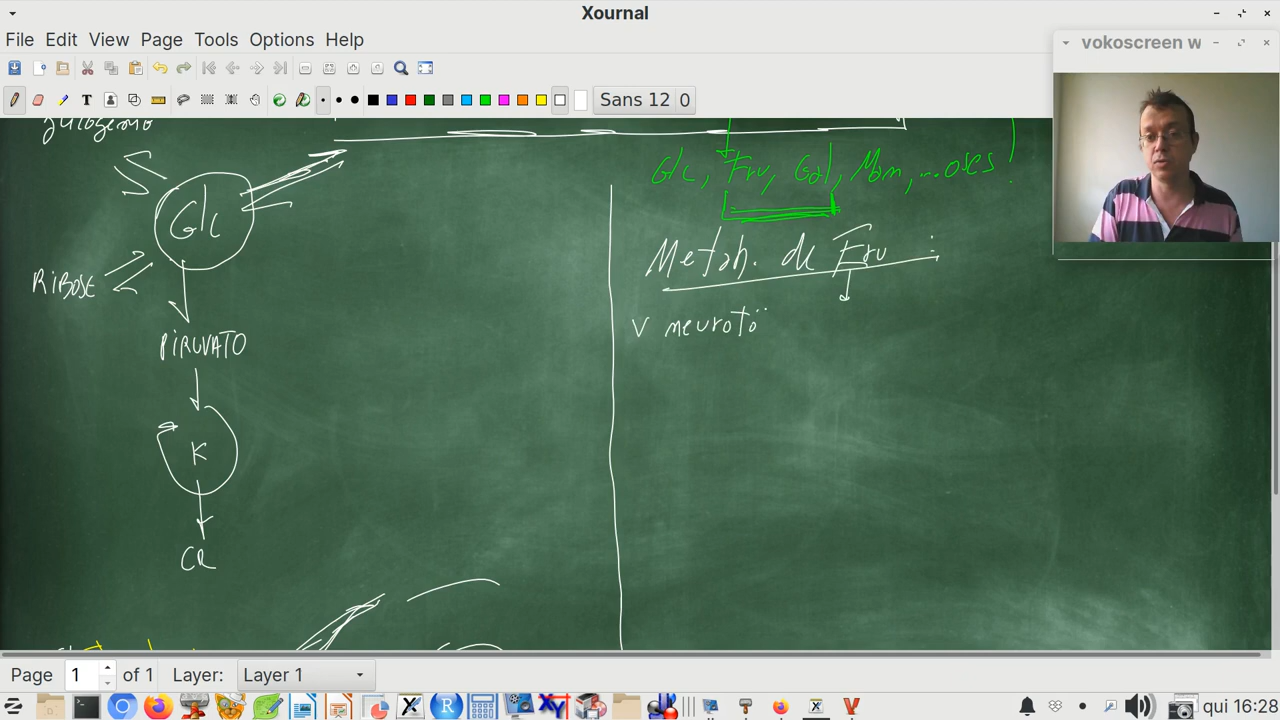 Xournal
File Edit View Page Tools Options Help
vokoscreen w
Sans 12 0
Glc
RiBOSE
PiRUVATO
K
CR
Glc, Fru, Gal, Man, ...oses!
Metab. de Fru :
v neuroto
Page 1 of 1 Layer: Layer 1
qui 16:28